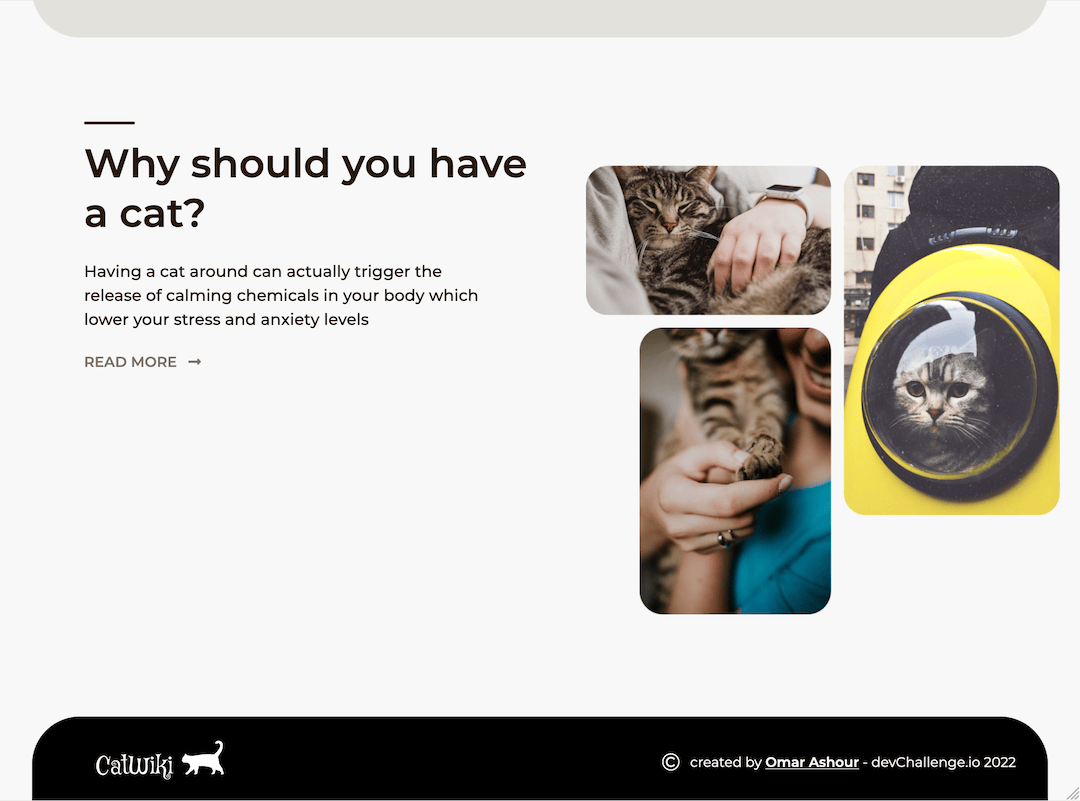 Why should you have
a cat?
Having a cat around can actually trigger the
release of calming chemicals in your body which
lower your stress and anxiety levels
READ MORE →
CatWiki
© created by Omar Ashour - devChallenge.io 2022